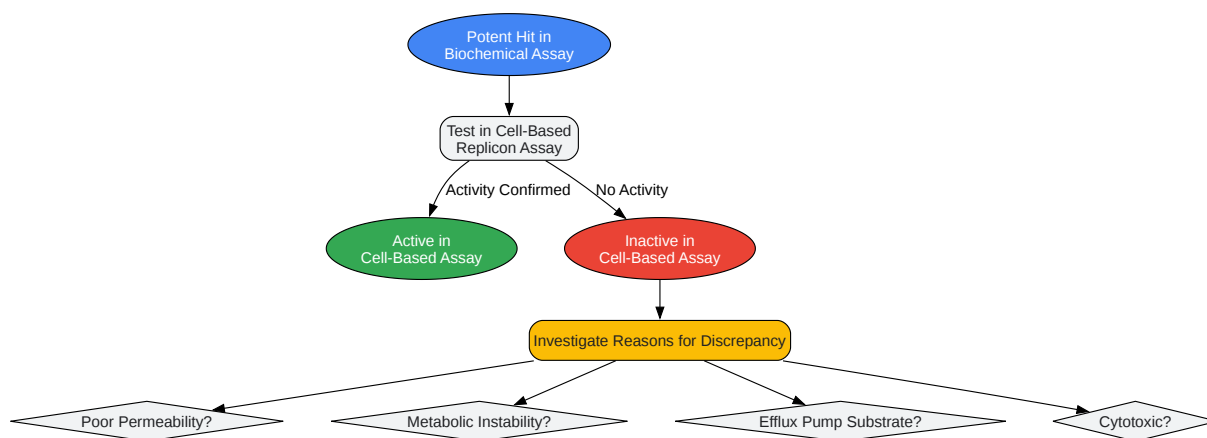 Potent Hit in
Biochemical Assay
Test in Cell-Based
Replicon Assay
Activity Confirmed
No Activity
Active in
Cell-Based Assay
Inactive in
Cell-Based Assay
Investigate Reasons for Discrepancy
Poor Permeability?
Metabolic Instability?
Efflux Pump Substrate?
Cytotoxic?